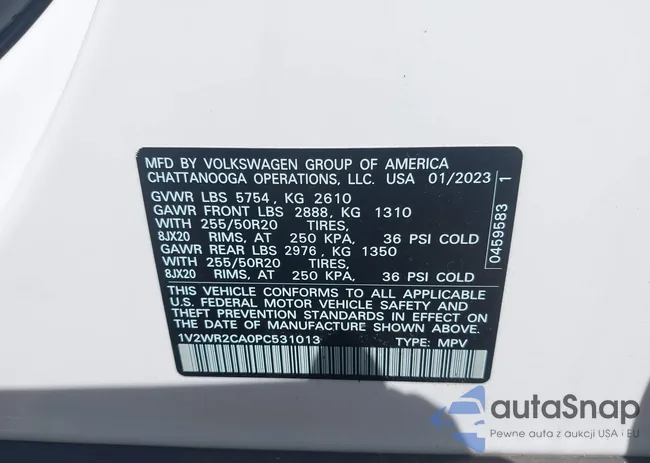 MFD BY VOLKSWAGEN GROUP OF AMERICA
CHATTANOOGA OPERATIONS, LLC. USA 01/2023
GVWR LBS 5754, KG 2610
GAWR FRONT LBS 2888, KG 1310
WITH 255/50R20 TIRES,
8JX20 RIMS, AT 250 KPA, 36 PSI COLD
GAWR REAR LBS 2976, KG 1350
WITH 255/50R20 TIRES,
8JX20 RIMS, AT 250 KPA, 36 PSI COLD
THIS VEHICLE CONFORMS TO ALL APPLICABLE
U.S. FEDERAL MOTOR VEHICLE SAFETY AND
THEFT PREVENTION STANDARDS IN EFFECT ON
THE DATE OF MANUFACTURE SHOWN ABOVE.
1V2WR2CA0PC531013 TYPE: MPV
0459583 1
autaSnap
Pewne auta z aukcji USA i EU